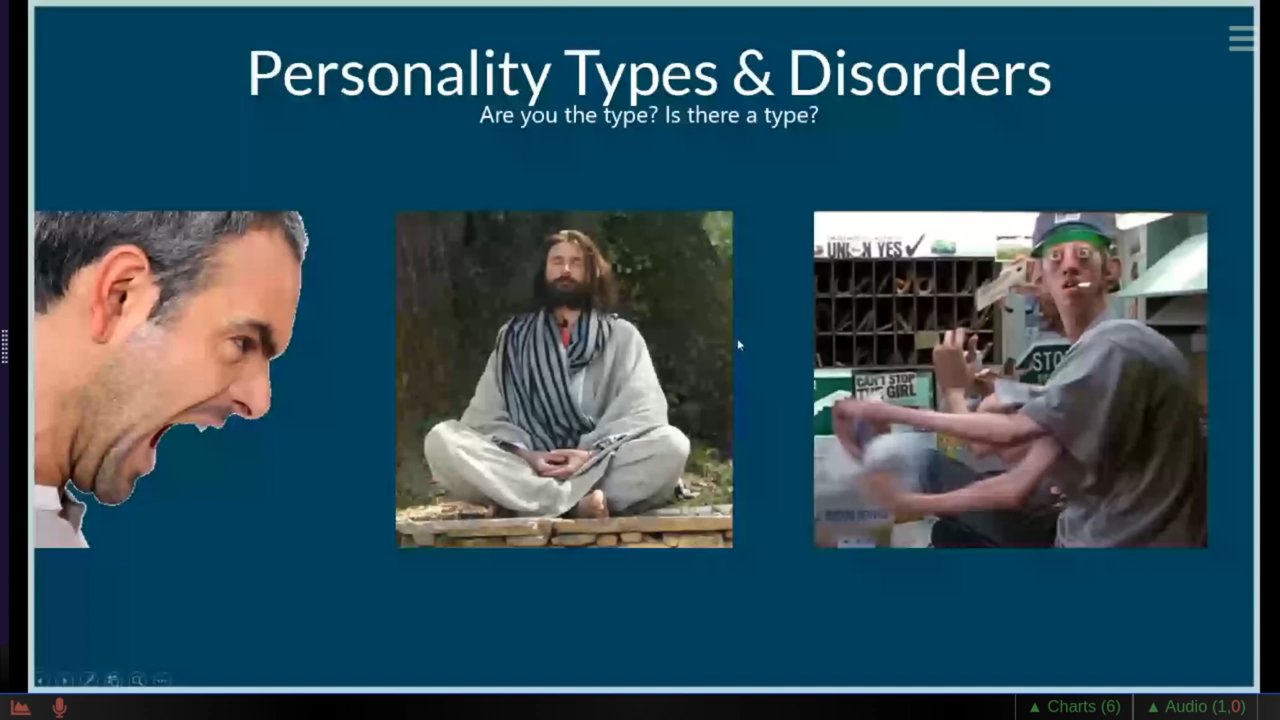 Personality Types & Disorders
Are you the type? Is there a type?
UNION YES ✓
STO
CAN'T STOP
THE GIRL
▲ Charts (6)
▲ Audio (1,0)